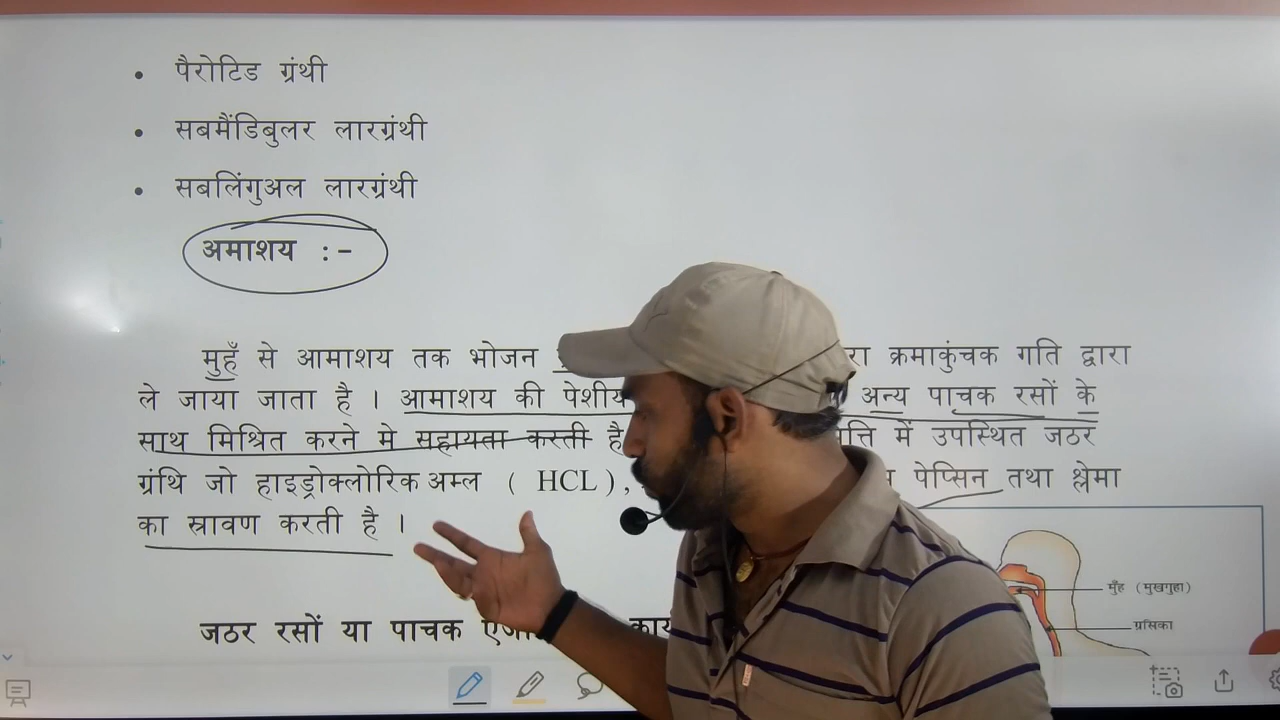 • पैरोटिड ग्रंथी
• सबमैंडिबुलर लारग्रंथी
• सबलिंगुअल लारग्रंथी
अमाशय :-
मुहँ से आमाशय तक भोजन रा क्रमाकुंचक गति द्वारा
ले जाया जाता है । आमाशय की पेशीय अन्य पाचक रसों के
साथ मिश्रित करने मे सहायता करती है में उपस्थित जठर
ग्रंथि जो हाइड्रोक्लोरिक अम्ल ( HCL ), पेप्सिन तथा श्लेमा
का स्रावण करती है ।
मुँह (मुखगुहा)
ग्रसिका
जठर रसों या पाचक